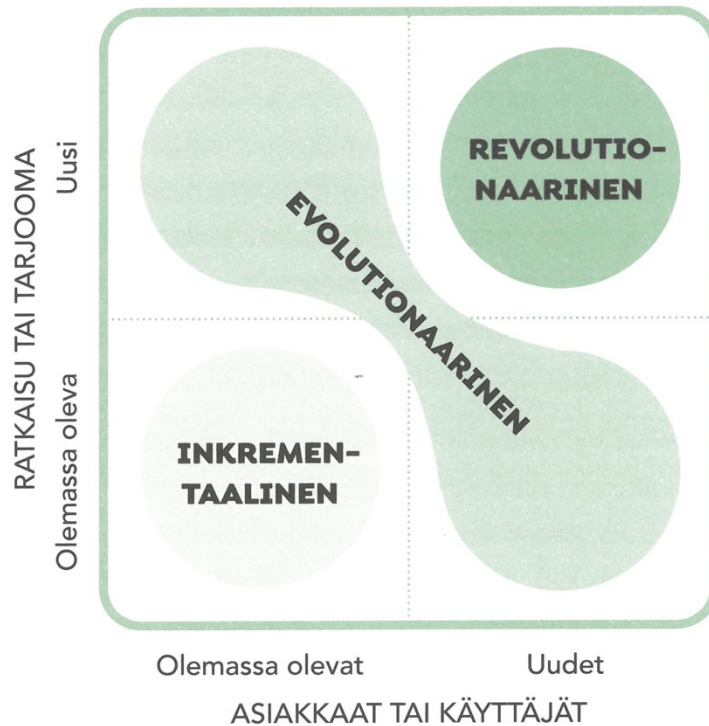 RATKAISU TAI TARJOOMA
Uusi
Olemassa oleva
REVOLUTIO-
NAARINEN
EVOLUTIONAARINEN
INKREMEN-
TAALINEN
Olemassa olevat
Uudet
ASIAKKAAT TAI KÄYTTÄJÄT